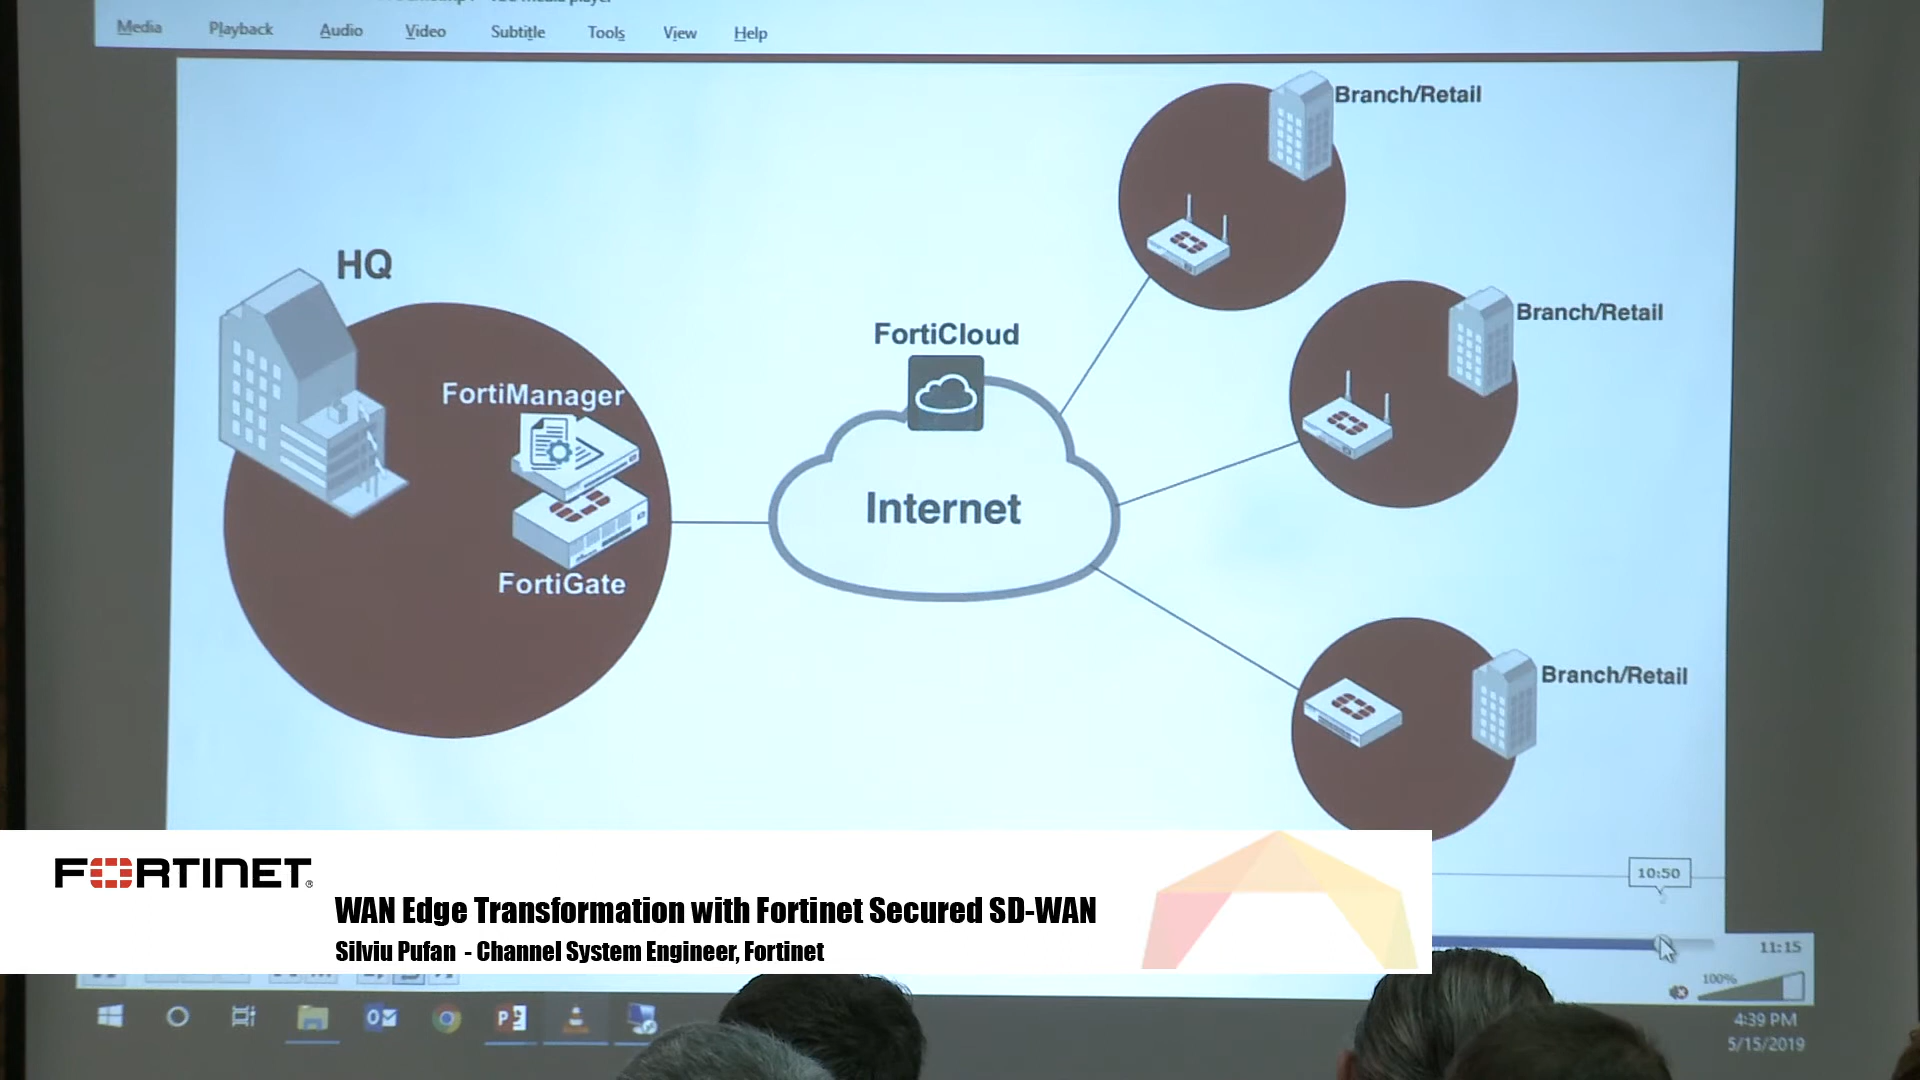 Media Playback Audio Video Subtitle Tools View Help
Branch/Retail
HQ
Branch/Retail
FortiCloud
FortiManager
Internet
FortiGate
Branch/Retail
10:50
FORTINET®
WAN Edge Transformation with Fortinet Secured SD-WAN
Silviu Pufan - Channel System Engineer, Fortinet
11:15
100%
4:39 PM
5/15/2019